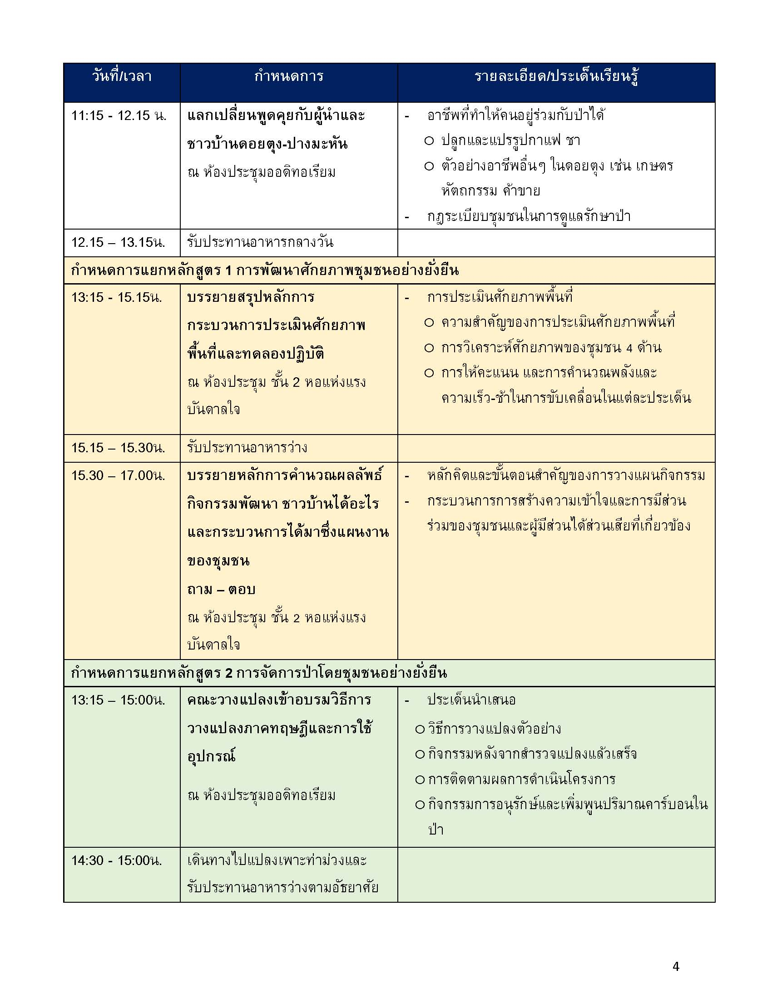 วันที่/เวลา กำหนดการ รายละเอียด/ประเด็นเรียนรู้
11:15 - 12.15 น.
แลกเปลี่ยนพูดคุยกับผู้นำและ
ชาวบ้านดอยตุง-ปางมะหัน
ณ ห้องประชุมออดิทอเรียม
- อาชีพที่ทำให้คนอยู่ร่วมกับป่าได้
o ปลูกและแปรรูปกาแฟ ชา
o ตัวอย่างอาชีพอื่นๆ ในดอยตุง เช่น เกษตร
หัตถกรรม ค้าขาย
- กฎระเบียบชุมชนในการดูแลรักษาป่า
12.15 – 13.15น. รับประทานอาหารกลางวัน
กำหนดการแยกหลักสูตร 1 การพัฒนาศักยภาพชุมชนอย่างยั่งยืน
13:15 - 15.15น.
บรรยายสรุปหลักการ
กระบวนการประเมินศักยภาพ
พื้นที่และทดลองปฏิบัติ
ณ ห้องประชุม ชั้น 2 หอแห่งแรง
บันดาลใจ
- การประเมินศักยภาพพื้นที่
o ความสำคัญของการประเมินศักยภาพพื้นที่
o การวิเคราะห์ศักยภาพของชุมชน 4 ด้าน
o การให้คะแนน และการคำนวณพลังและ
ความเร็ว-ช้าในการขับเคลื่อนในแต่ละประเด็น
15.15 – 15.30น. รับประทานอาหารว่าง
15.30 – 17.00น.
บรรยายหลักการคำนวณผลลัพธ์
กิจกรรมพัฒนา ชาวบ้านได้อะไร
และกระบวนการได้มาซึ่งแผนงาน
ของชุมชน
ถาม – ตอบ
ณ ห้องประชุม ชั้น 2 หอแห่งแรง
บันดาลใจ
- หลักคิดและขั้นตอนสำคัญของการวางแผนกิจกรรม
- กระบวนการการสร้างความเข้าใจและการมีส่วน
ร่วมของชุมชนและผู้มีส่วนได้ส่วนเสียที่เกี่ยวข้อง
กำหนดการแยกหลักสูตร 2 การจัดการป่าโดยชุมชนอย่างยั่งยืน
13:15 – 15:00น.
คณะวางแปลงเข้าอบรมวิธีการ
วางแปลงภาคทฤษฎีและการใช้
อุปกรณ์
ณ ห้องประชุมออดิทอเรียม
- ประเด็นนำเสนอ
o วิธีการวางแปลงตัวอย่าง
o กิจกรรมหลังจากสำรวจแปลงแล้วเสร็จ
o การติดตามผลการดำเนินโครงการ
o กิจกรรมการอนุรักษ์และเพิ่มพูนปริมาณคาร์บอนใน
ป่า
14:30 - 15:00น.
เดินทางไปแปลงเพาะท่าม่วงและ
รับประทานอาหารว่างตามอัธยาศัย
4